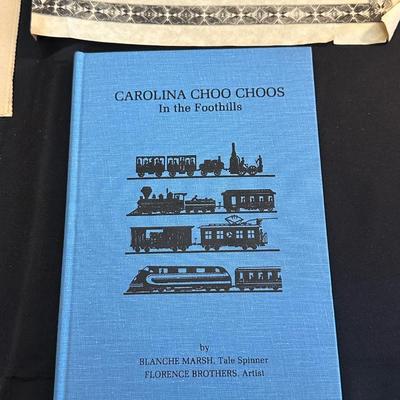 CAROLINA CHOO CHOOS
In the Foothills
by
BLANCHE MARSH, Tale Spinner
FLORENCE BROTHERS, Artist